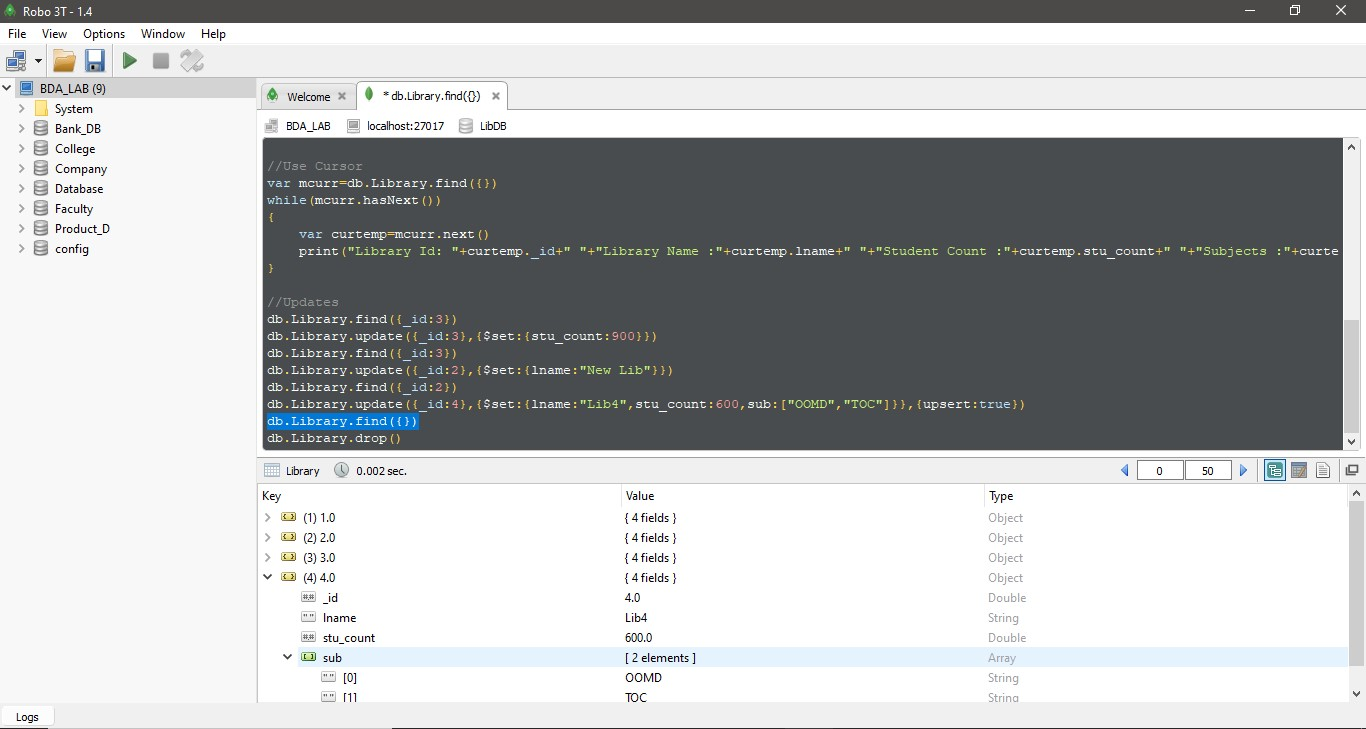 Robo 3T - 1.4
File View Options Window Help
BDA_LAB (9)
System
Bank_DB
College
Company
Database
Faculty
Product_D
config
Welcome
* db.Library.find({})
BDA_LAB localhost:27017 LibDB
//Use Cursor
var mcurr=db.Library.find({})
while(mcurr.hasNext())
{
var curtemp=mcurr.next()
print("Library Id: "+curtemp._id+" "+"Library Name :"+curtemp.lname+" "+"Student Count :"+curtemp.stu_count+" "+"Subjects :"+curte
}
//Updates
db.Library.find({_id:3})
db.Library.update({_id:3},{$set:{stu_count:900}})
db.Library.find({_id:3})
db.Library.update({_id:2},{$set:{lname:"New Lib"}})
db.Library.find({_id:2})
db.Library.update({_id:4},{$set:{lname:"Lib4",stu_count:600,sub:["OOMD","TOC"]}},{upsert:true})
db.Library.find({})
db.Library.drop()
Library 0.002 sec. 0 50
Key Value Type
(1) 1.0 { 4 fields } Object
(2) 2.0 { 4 fields } Object
(3) 3.0 { 4 fields } Object
(4) 4.0 { 4 fields } Object
_id 4.0 Double
lname Lib4 String
stu_count 600.0 Double
sub [ 2 elements ] Array
[0] OOMD String
[1] TOC String
Logs